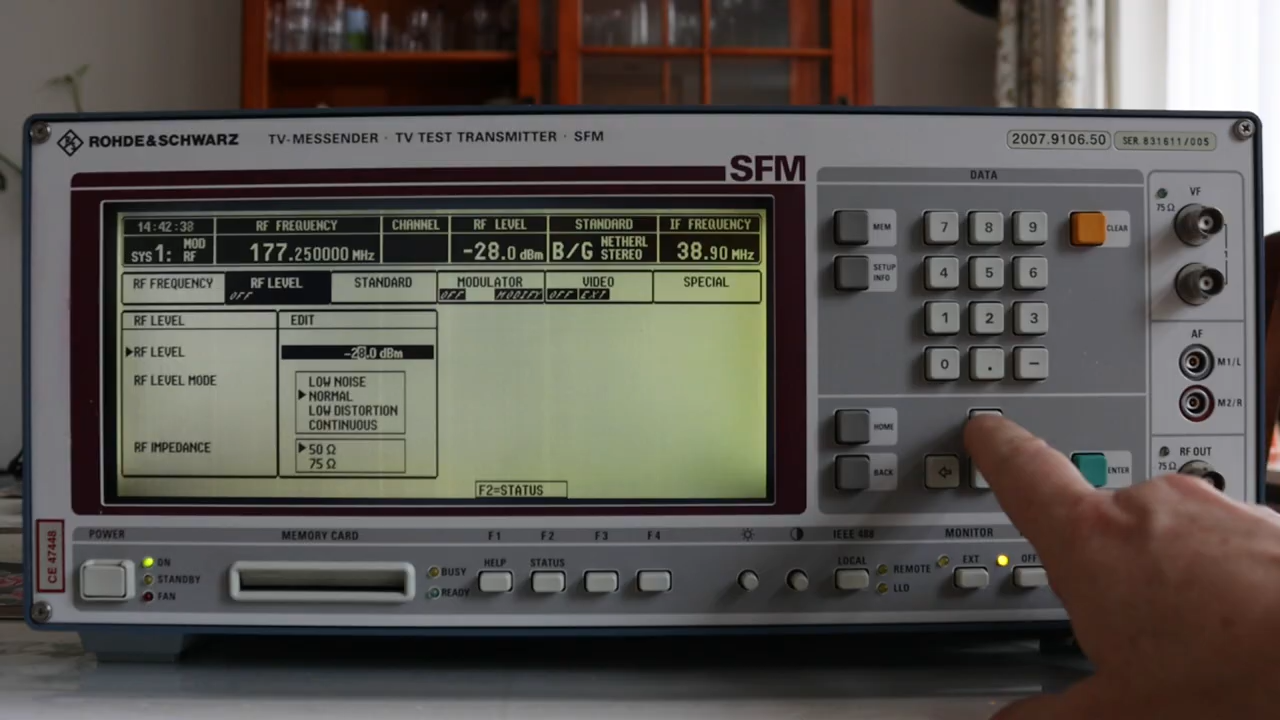 ROHDE & SCHWARZ TV-MESSENDER · TV TEST TRANSMITTER · SFM
2007.9106.50 SER. 831611/005
SFM
14:42:38 RF FREQUENCY CHANNEL RF LEVEL STANDARD IF FREQUENCY
SYS 1: MOD RF 177.250000 MHz -28.0 dBm B/G NETHERL STEREO 38.90 MHz
RF FREQUENCY RF LEVEL STANDARD MODULATOR VIDEO SPECIAL
OFF OFF MODIFY OFF EXT
RF LEVEL EDIT
RF LEVEL -28.0 dBm
RF LEVEL MODE LOW NOISE
NORMAL
LOW DISTORTION
CONTINUOUS
RF IMPEDANCE 50 Ω
75 Ω
F2=STATUS
DATA
MEM 7 8 9 CLEAR
SETUP INFO 4 5 6
1 2 3
0 . -
HOME
BACK ENTER
VF
75 Ω
1
AF
M1/L
M2/R
RF OUT
75 Ω
CE 47448
POWER MEMORY CARD F1 F2 F3 F4 IEEE 488 MONITOR
ON
STANDBY
FAN
BUSY
READY
HELP STATUS
LOCAL REMOTE
LLO
EXT OFF